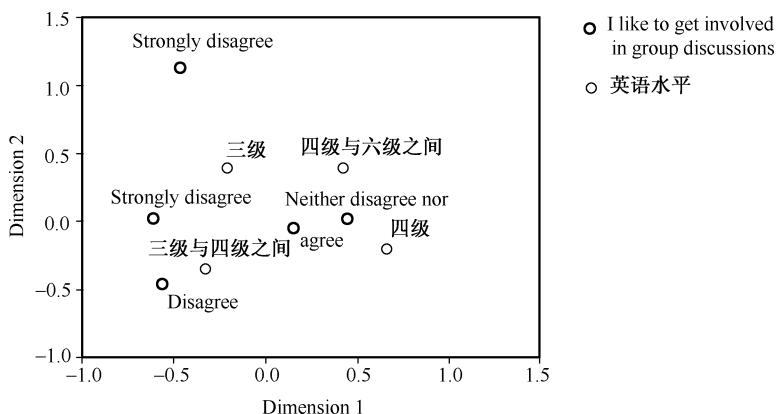 1.5
1.0
0.5
0.0
−0.5
−1.0
Dimension 2
Strongly disagree
三级
四级与六级之间
Strongly disagree
Neither disagree nor
agree
四级
三级与四级之间
Disagree
−1.0
−0.5
0.0
0.5
1.0
1.5
Dimension 1
I like to get involved
in group discussions
英语水平